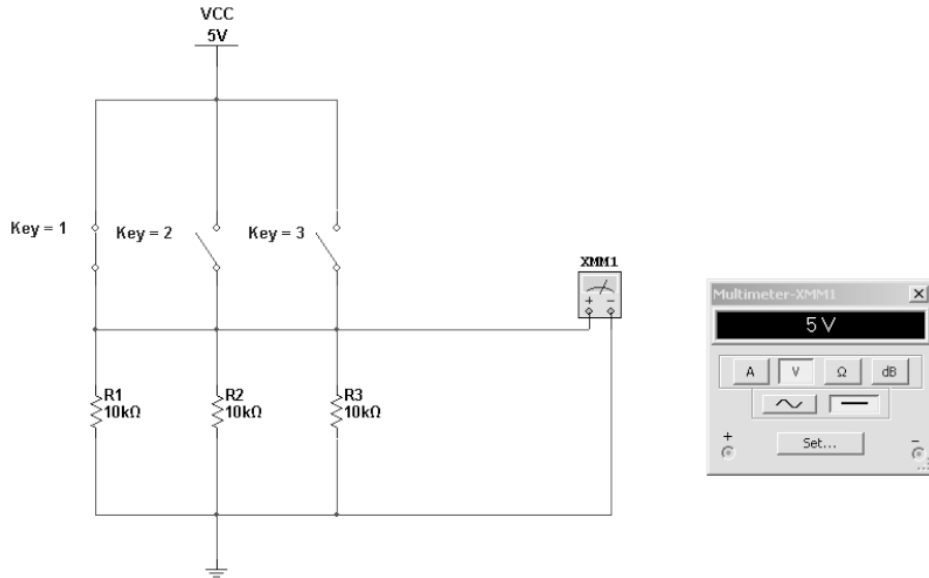 VCC
5V
Key = 1
Key = 2
Key = 3
XMM1
+ −
R1
10kΩ
R2
10kΩ
R3
10kΩ
Multimeter-XMM1
5 V
A V Ω dB
+ Set... −